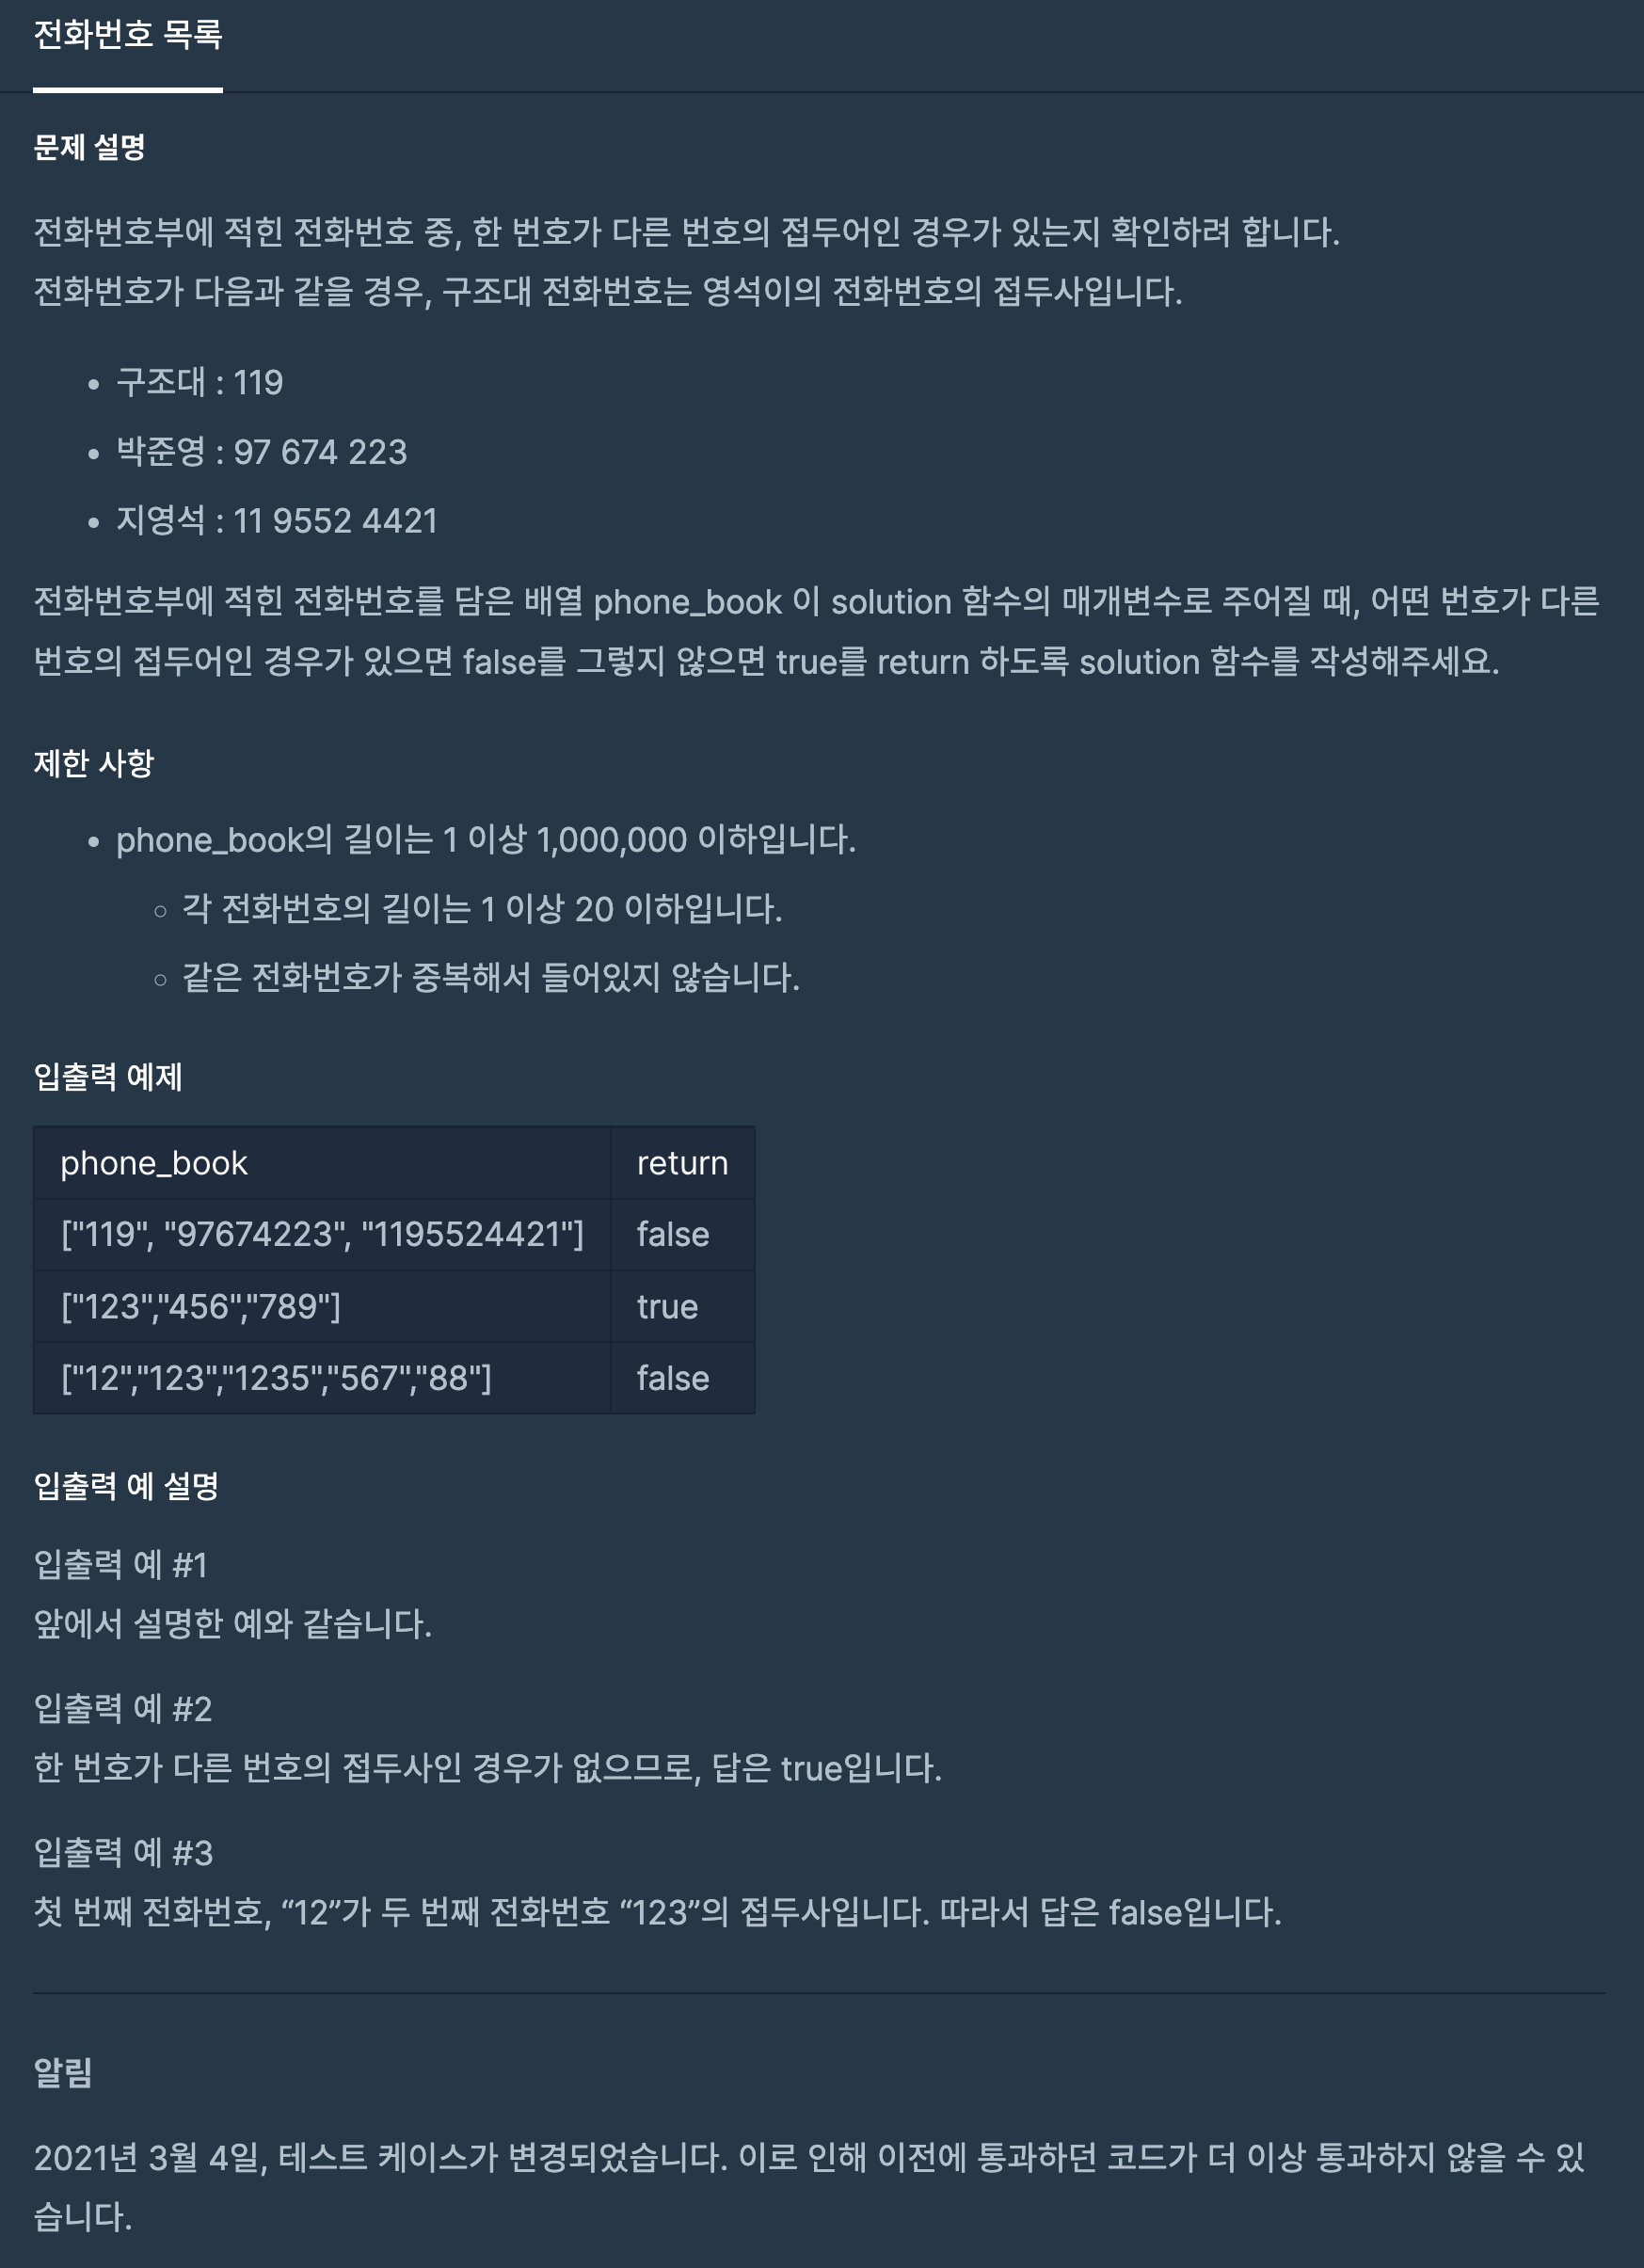 전화번호 목록
문제 설명
전화번호부에 적힌 전화번호 중, 한 번호가 다른 번호의 접두어인 경우가 있는지 확인하려 합니다.
전화번호가 다음과 같을 경우, 구조대 전화번호는 영석이의 전화번호의 접두사입니다.
• 구조대 : 119
• 박준영 : 97 674 223
• 지영석 : 11 9552 4421
전화번호부에 적힌 전화번호를 담은 배열 phone_book 이 solution 함수의 매개변수로 주어질 때, 어떤 번호가 다른
번호의 접두어인 경우가 있으면 false를 그렇지 않으면 true를 return 하도록 solution 함수를 작성해주세요.
제한 사항
• phone_book의 길이는 1 이상 1,000,000 이하입니다.
◦ 각 전화번호의 길이는 1 이상 20 이하입니다.
◦ 같은 전화번호가 중복해서 들어있지 않습니다.
입출력 예제
phone_book return
["119", "97674223", "1195524421"] false
["123","456","789"] true
["12","123","1235","567","88"] false
입출력 예 설명
입출력 예 #1
앞에서 설명한 예와 같습니다.
입출력 예 #2
한 번호가 다른 번호의 접두사인 경우가 없으므로, 답은 true입니다.
입출력 예 #3
첫 번째 전화번호, “12”가 두 번째 전화번호 “123”의 접두사입니다. 따라서 답은 false입니다.
알림
2021년 3월 4일, 테스트 케이스가 변경되었습니다. 이로 인해 이전에 통과하던 코드가 더 이상 통과하지 않을 수 있
습니다.